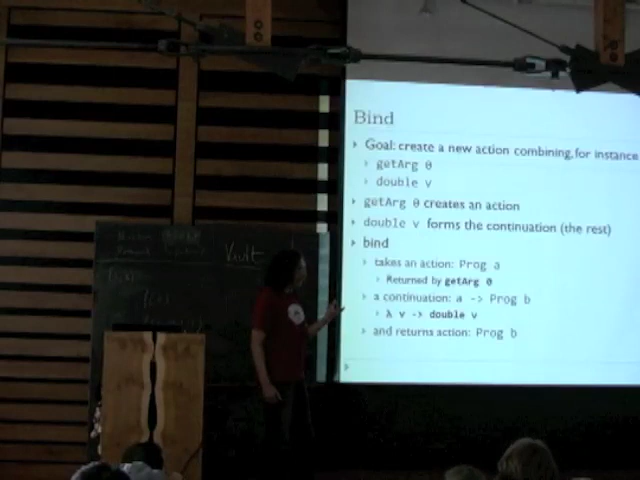 Bind
Goal: create a new action combining, for instance
getArg 0
double v
getArg 0 creates an action
double v forms the continuation (the rest)
bind
takes an action: Prog a
Returned by getArg 0
a continuation: a -> Prog b
λ v -> double v
and returns action: Prog b
Vault